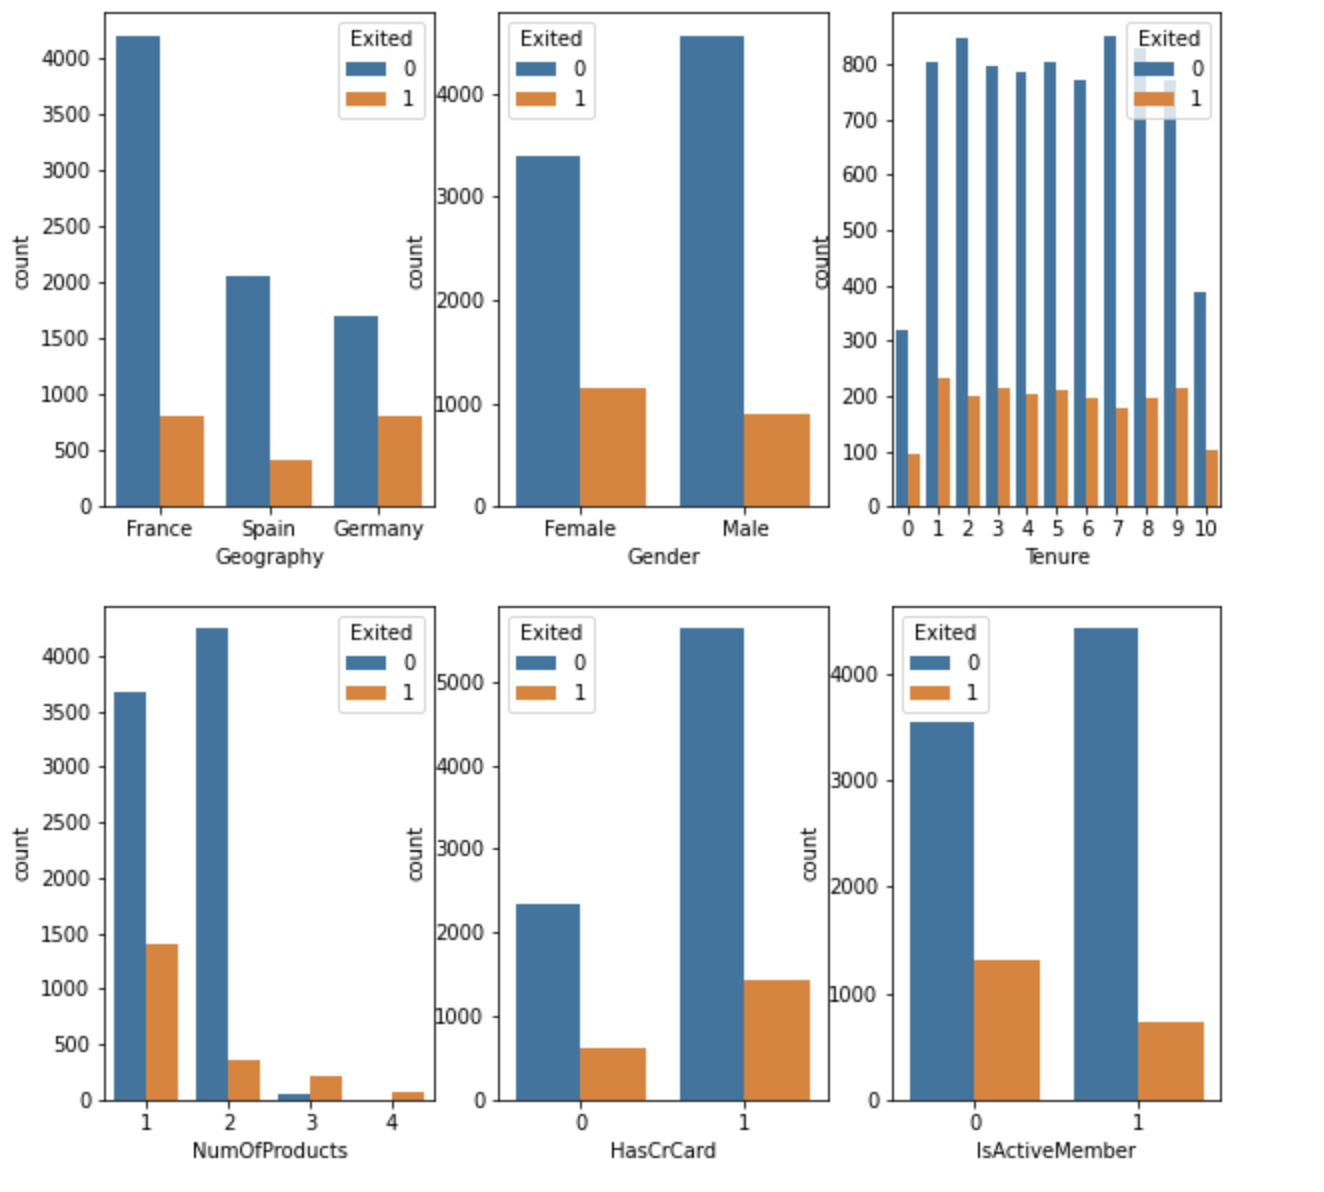 Exited
0
1
4000
3500
3000
2500
2000
1500
1000
500
0
count
France Spain Germany
Geography
Exited
0
1
4000
3000
2000
1000
0
count
Female Male
Gender
Exited
0
1
800
700
600
500
400
300
200
100
0
count
0 1 2 3 4 5 6 7 8 9 10
Tenure
Exited
0
1
4000
3500
3000
2500
2000
1500
1000
500
0
count
1 2 3 4
NumOfProducts
Exited
0
1
5000
4000
3000
2000
1000
0
count
0 1
HasCrCard
Exited
0
1
4000
3000
2000
1000
0
count
0 1
IsActiveMember